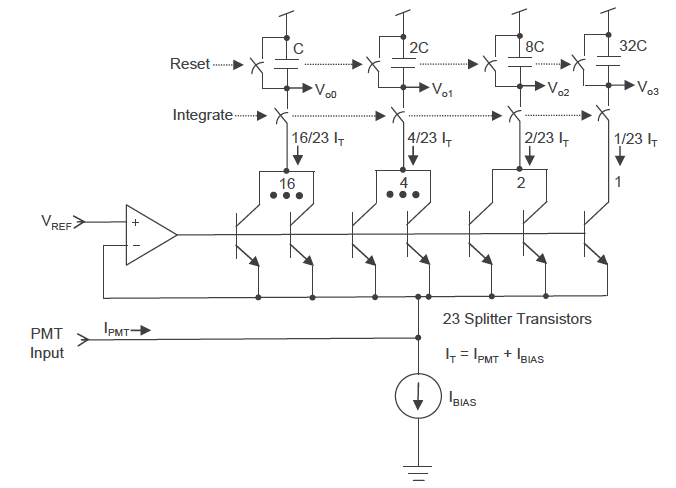 C
2C
8C
32C
Reset
Vo0
Vo1
Vo2
Vo3
Integrate
16/23 IT
4/23 IT
2/23 IT
1/23 IT
16
4
2
1
VREF
+
−
23 Splitter Transistors
PMT
Input
IPMT
IT = IPMT + IBIAS
IBIAS